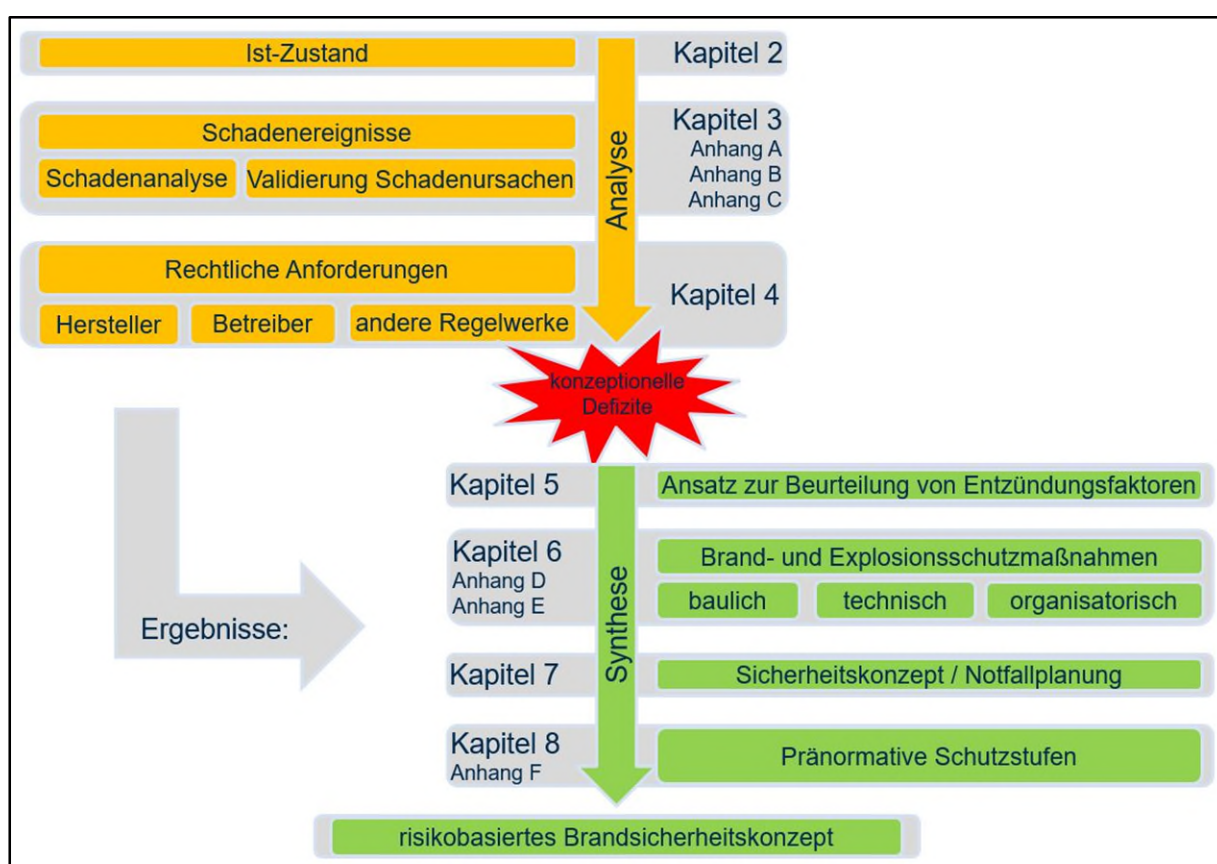 Ist-Zustand
Kapitel 2
Schadenereignisse
Schadenanalyse
Validierung Schadenursachen
Kapitel 3
Anhang A
Anhang B
Anhang C
Analyse
Rechtliche Anforderungen
Hersteller
Betreiber
andere Regelwerke
Kapitel 4
konzeptionelle
Defizite
Ergebnisse:
Kapitel 5
Ansatz zur Beurteilung von Entzündungsfaktoren
Kapitel 6
Anhang D
Anhang E
Brand- und Explosionsschutzmaßnahmen
baulich
technisch
organisatorisch
Synthese
Kapitel 7
Sicherheitskonzept / Notfallplanung
Kapitel 8
Anhang F
Pränormative Schutzstufen
risikobasiertes Brandsicherheitskonzept